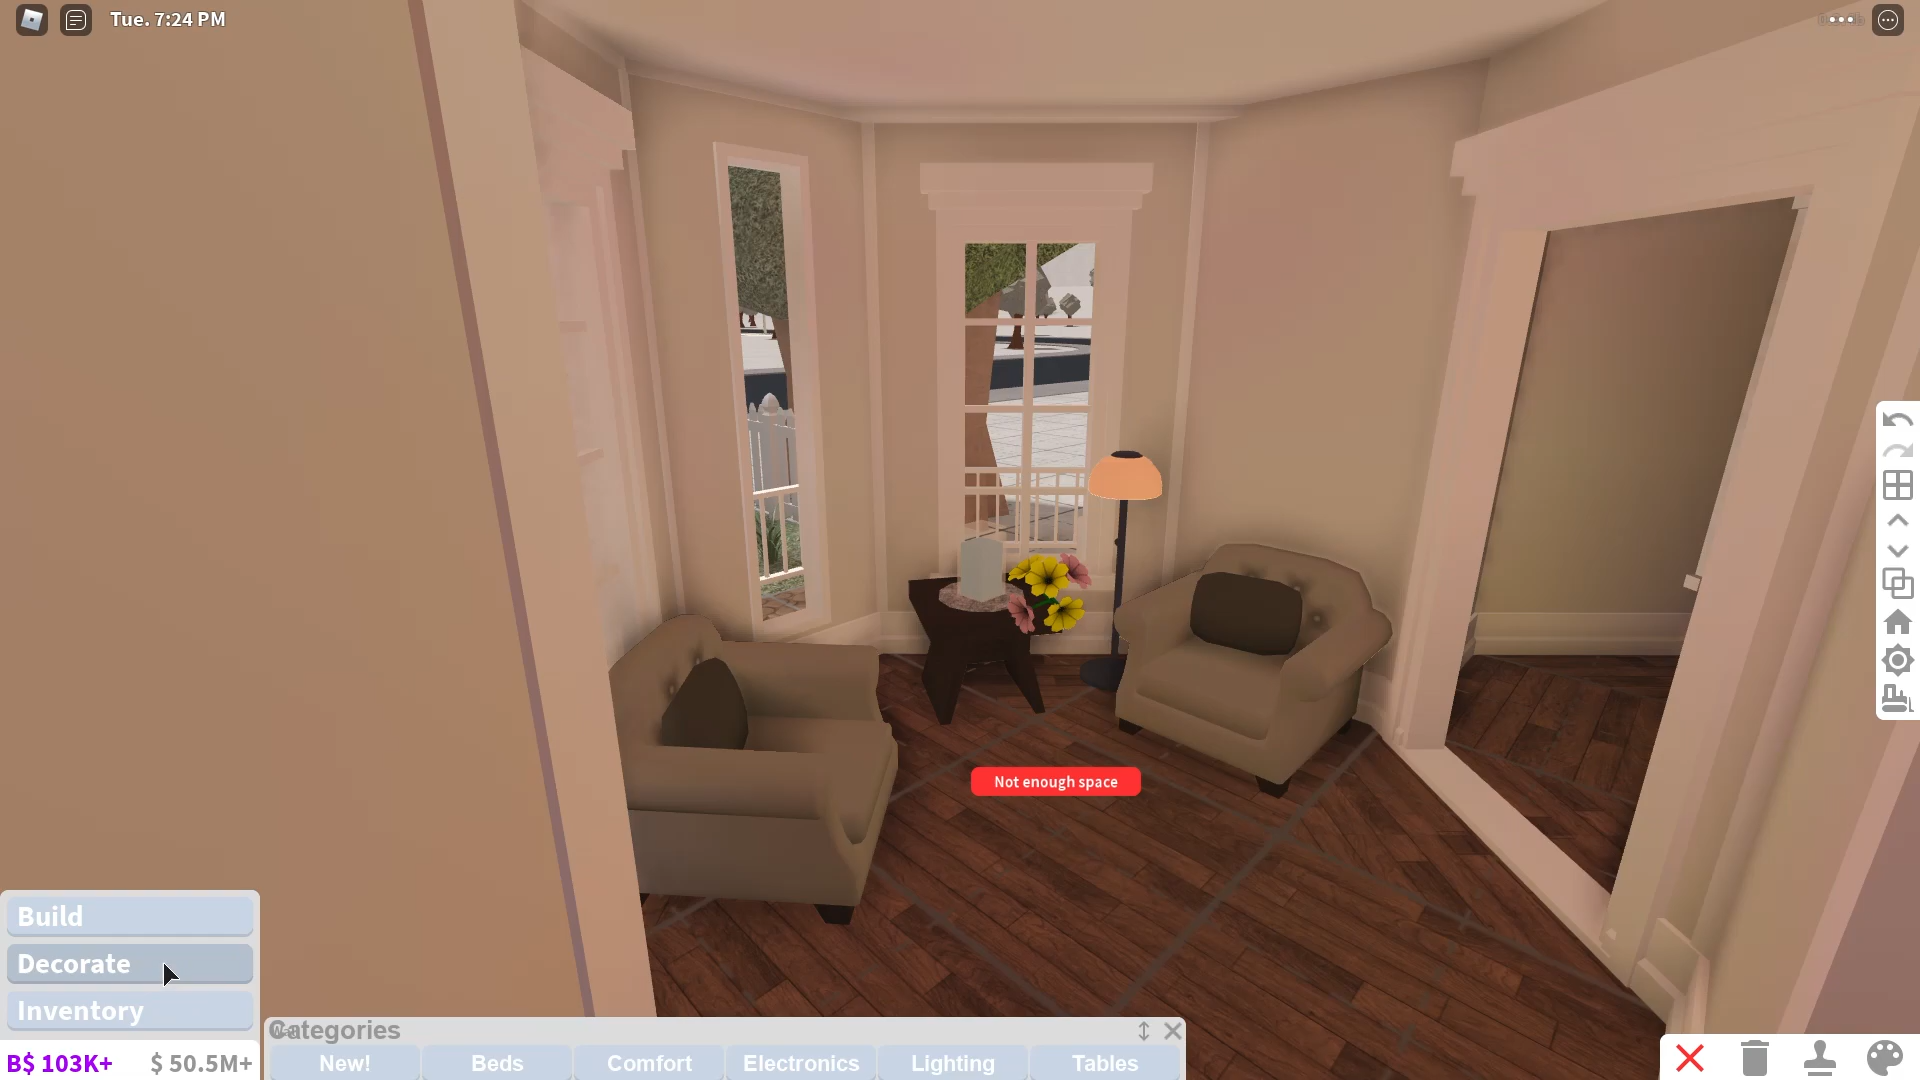 Tue. 7:24 PM
Not enough space
Build
Decorate
Inventory
B$ 103K+ $ 50.5M+
Categories
New! Beds Comfort Electronics Lighting Tables